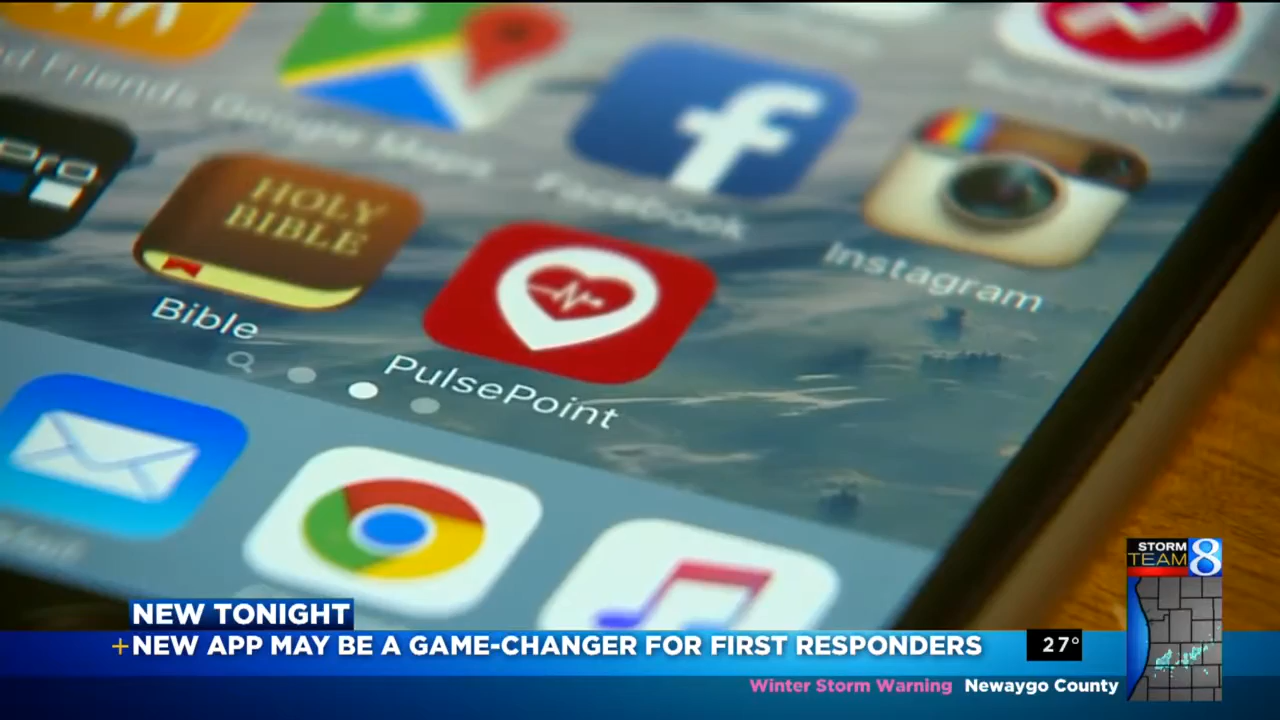 d Friends
Google Maps
Facebook
Instagram
HOLY
BIBLE
Bible
PulsePoint
STORM
TEAM 8
NEW TONIGHT
+NEW APP MAY BE A GAME-CHANGER FOR FIRST RESPONDERS
27°
Winter Storm Warning Newaygo County